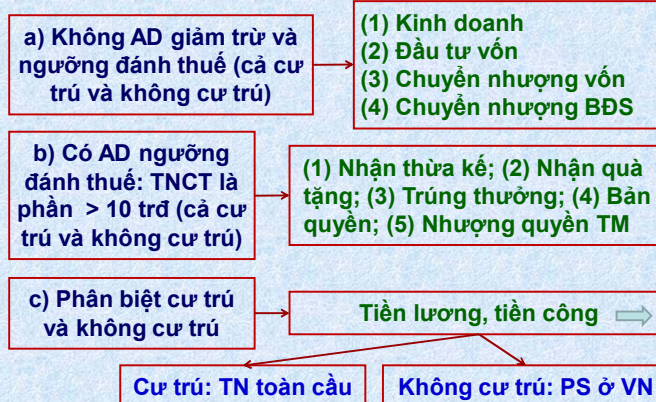 a) Không AD giảm trừ và
ngưỡng đánh thuế (cả cư
trú và không cư trú)
(1) Kinh doanh
(2) Đầu tư vốn
(3) Chuyển nhượng vốn
(4) Chuyển nhượng BĐS
b) Có AD ngưỡng
đánh thuế: TNCT là
phần > 10 trđ (cả cư
trú và không cư trú)
(1) Nhận thừa kế; (2) Nhận quà
tặng; (3) Trúng thưởng; (4) Bản
quyền; (5) Nhượng quyền TM
c) Phân biệt cư trú
và không cư trú
Tiền lương, tiền công
Cư trú: TN toàn cầu
Không cư trú: PS ở VN